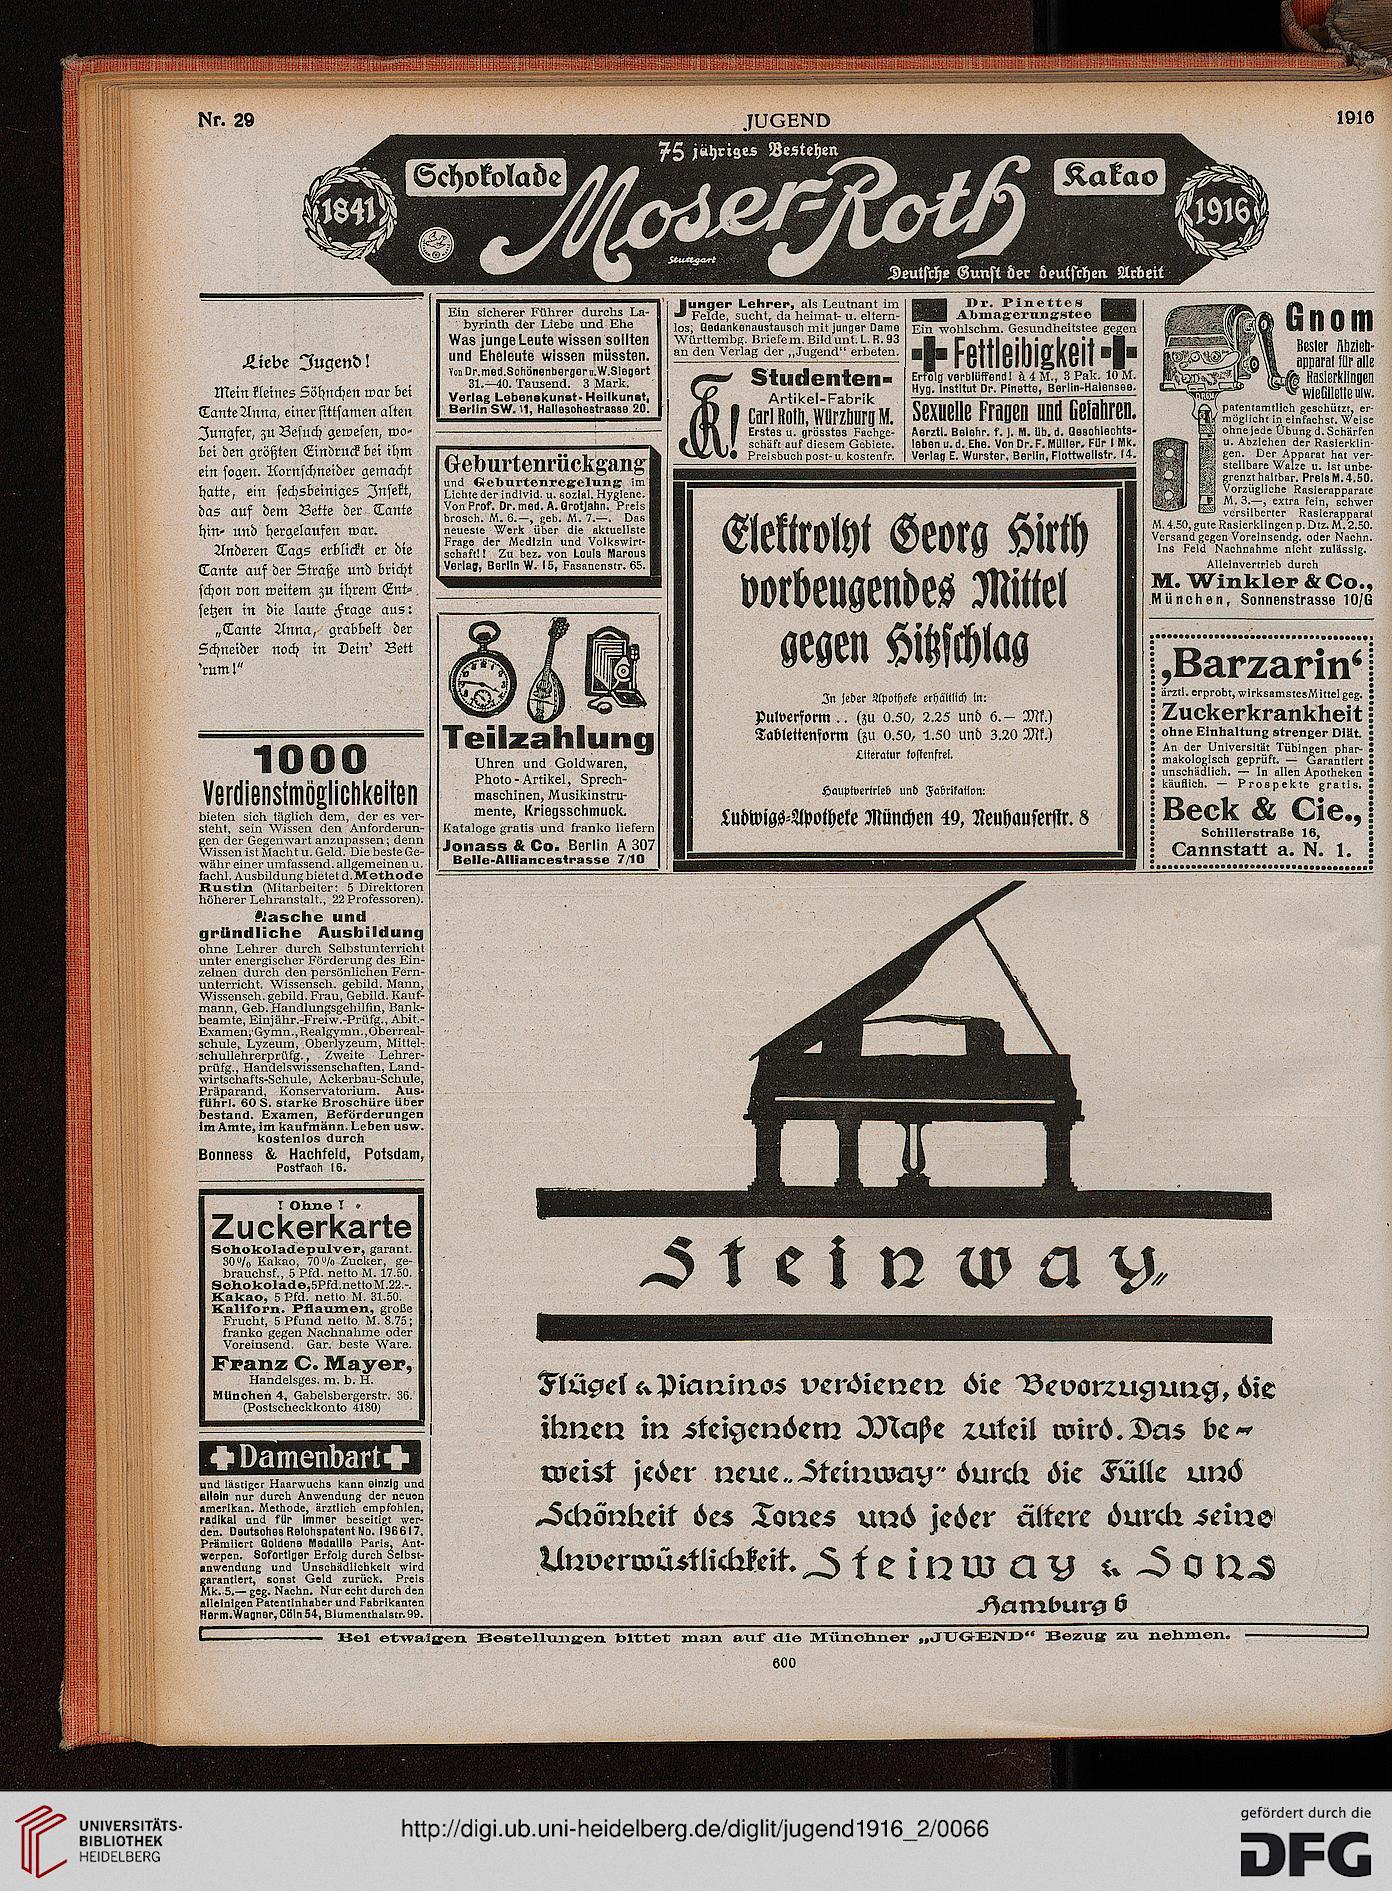 Nr. 29
JUGEND
1916
75 jähriges Bestehen
Schokolade
Moser-Roth
Kakao
1841
1916
Stuttgart
Deutsche Gunst der deutschen Arbeit
Liebe Jugend!
Mein kleines Söhnchen war bei
Tante Anna, einer sittsamen alten
Jungfer, zu Besuch gewesen, wo-
bei den größten Eindruck bei ihm
ein sogen. Kornschneider gemacht
hatte, ein sechsbeiniges Insekt,
das auf dem Bette der Tante
hin- und hergelaufen war.
Anderen Tags erblickt er die
Tante auf der Straße und bricht
schon von weitem zu ihrem Ent-
setzen in die laute Frage aus:
„Tante Anna, grabbelt der
Schneider noch in Dein' Bett
'rum!"
1000
Verdienstmöglichkeiten
bieten sich täglich dem, der es ver-
steht, sein Wissen den Anforderun-
gen der Gegenwart anzupassen; denn
Wissen ist Macht u. Geld. Die beste Ge-
währ einer umfassend. allgemeinen u.
fachl. Ausbildung bietet d. Methode
Rustin (Mitarbeiter: 5 Direktoren
höherer Lehranstalt., 22 Professoren).
Rasche und
gründliche Ausbildung
ohne Lehrer durch Selbstunterricht
unter energischer Förderung des Ein-
zelnen durch den persönlichen Fern-
unterricht. Wissensch. gebild. Mann,
Wissensch. gebild. Frau, Gebild. Kauf-
mann, Geb. Handlungsgehilfin, Bank-
beamte, Einjähr.-Freiw.-Prüfg., Abit.-
Examen, Gymn., Realgymn., Oberreal-
schule, Lyzeum, Oberlyzeum, Mittel-
schullehrerprüfg., Zweite Lehrer-
prüfg., Handelswissenschaften, Land-
wirtschafts-Schule, Ackerbau-Schule,
Präparand, Konservatorium. Aus-
führl. 60 S. starke Broschüre über
bestand. Examen, Beförderungen
im Amte, im kaufmänn. Leben usw.
kostenlos durch
Bonness & Hachfeld, Potsdam,
Postfach 16.
! Ohne !
Zuckerkarte
Schokoladepulver, garant.
30% Kakao, 70% Zucker, ge-
brauchsf., 5 Pfd. netto M. 17.50.
Schokolade, 5 Pfd. netto M. 22.-.
Kakao, 5 Pfd. netto M. 31.50.
Kaliforn. Pflaumen, große
Frucht, 5 Pfund netto M. 8.75;
franko gegen Nachnahme oder
Voreinsend. Gar. beste Ware.
Franz C. Mayer,
Handelsges. m. b. H.
München 4, Gabelsbergerstr. 36.
(Postscheckkonto 4180)
Damenbart
und lästiger Haarwuchs kann einzig und
allein nur durch Anwendung der neuen
amerikan. Methode, ärztlich empfohlen,
radikal und für immer beseitigt wer-
den. Deutsches Reichspatent No. 196617.
Prämiiert Goldene Medaille Paris, Ant-
werpen. Sofortiger Erfolg durch Selbst-
anwendung und Unschädlichkeit wird
garantiert, sonst Geld zurück. Preis
Mk. 5.— geg. Nachn. Nur echt durch den
alleinigen Patentinhaber und Fabrikanten
Herm. Wagner, Cöln 54, Blumenthalstr. 99.
Ein sicherer Führer durchs La-
byrinth der Liebe und Ehe
Was junge Leute wissen sollten
und Eheleute wissen müssten.
Von Dr. med. Schönenberger u. W. Siegert
31.—40. Tausend. 3 Mark.
Verlag Lebenskunst-Heilkunst,
Berlin SW. 11, Hallesche​strasse 20.
Geburtenrückgang
und Geburtenregelung im
Lichte der individ. u. sozial. Hygiene.
Von Prof. Dr. med. A. Grotjahn. Preis
brosch. M. 6.—, geb. M. 7.—. Das
neueste Werk über die aktuellste
Frage der Medizin und Volkswirt-
schaft!! Zu bez. von Louis Marcus
Verlag, Berlin W. 15, Fasanenstr. 65.
Teilzahlung
Uhren und Goldwaren,
Photo-Artikel, Sprech-
maschinen, Musikinstru-
mente, Kriegsschmuck.
Kataloge gratis und franko liefern
Jonass & Co. Berlin A 307
Belle-Alliancestrasse 7/10
Junger Lehrer, als Leutnant im
Felde, sucht, da heimat- u. eltern-
los, Gedankenaustausch mit junger Dame
Württembg. Briefe m. Bild unt. L. R. 93
an den Verlag der „Jugend" erbeten.
Studenten-
Artikel-Fabrik
Carl Roth, Würzburg M.
Erstes u. grösstes Fachge-
schäft auf diesem Gebiete.
Preisbuch post- u. kostenfr.
Dr. Pinettes
Abmagerungstee
Ein wohlschm. Gesundheitstee gegen
Fettleibigkeit
Erfolg verblüffend! à 4 M., 3 Pak. 10 M.
Hyg. Institut Dr. Pinette, Berlin-Halensee.
Sexuelle Fragen und Gefahren.
Aerztl. Belehr. f. j. M. üb. d. Geschlechts-
leben u. d. Ehe. Von Dr. F. Müller. Für 1 Mk.
Verlag E. Wurster, Berlin, Flottwellstr. 14.
Elektrolyt Georg Hirth
vorbeugendes Mittel
gegen Hitzschlag
In jeder Apotheke erhältlich in:
Pulverform .. (zu 0.50, 2.25 und 6.— Mk.)
Tablettenform (zu 0.50, 1.50 und 3.20 Mk.)
Literatur kostenfrei.
Hauptvertrieb und Fabrikation:
Ludwigs-Apotheke München 49, Neuhauserstr. 8
Gnom
Bester Abzieh-
apparat für alle
Rasierklingen
wie Gillette usw.
patentamtlich geschützt, er-
möglicht in einfachst. Weise
ohne jede Übung d. Schärfen
u. Abziehen der Rasierklin-
gen. Der Apparat hat ver-
stellbare Walze u. ist unbe-
grenzt haltbar. Preis M. 4.50.
Vorzügliche Rasierapparate
M. 3.—, extra fein, schwer
versilberter Rasierapparat
M. 4.50, gute Rasierklingen p. Dtz. M. 2.50.
Versand gegen Voreinsendg. oder Nachn.
Ins Feld Nachnahme nicht zulässig.
Alleinvertrieb durch
M. Winkler & Co.,
München, Sonnenstrasse 10/G
‚Barzarin‘
ärztl. erprobt, wirksamstes Mittel geg.
Zuckerkrankheit
ohne Einhaltung strenger Diät.
An der Universität Tübingen phar-
makologisch geprüft. — Garantiert
unschädlich. — In allen Apotheken
käuflich. — Prospekte gratis.
Beck & Cie.,
Schillerstraße 16,
Cannstatt a. N. 1.
Steinway"
Flügel & Pianinos verdienen die Bevorzugung, die
ihnen in steigendem Maße zuteil wird. Das be-
weist jeder neue „Steinway" durch die Fülle und
Schönheit des Tones und jeder ältere durch seine
Unverwüstlichkeit. Steinway & Sons
Hamburg 6
Bei etwaigen Bestellungen bittet man auf die Münchner „JUGEND" Bezug zu nehmen.
600
UNIVERSITÄTS-
BIBLIOTHEK
HEIDELBERG
http://digi.ub.uni-heidelberg.de/diglit/jugend1916_2/0066
gefördert durch die
DFG